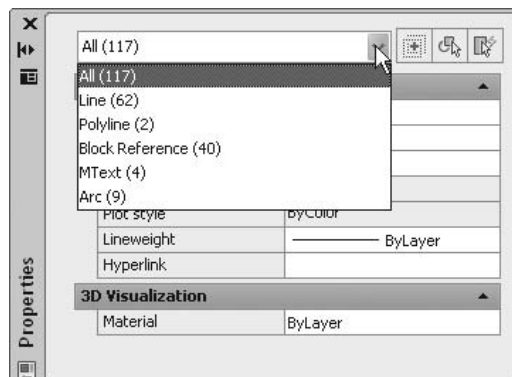 All (117)
All (117)
Line (62)
Polyline (2)
Block Reference (40)
MText (4)
Arc (9)
Plot style ByColor
Lineweight ByLayer
Hyperlink
3D Visualization
Material ByLayer
Properties